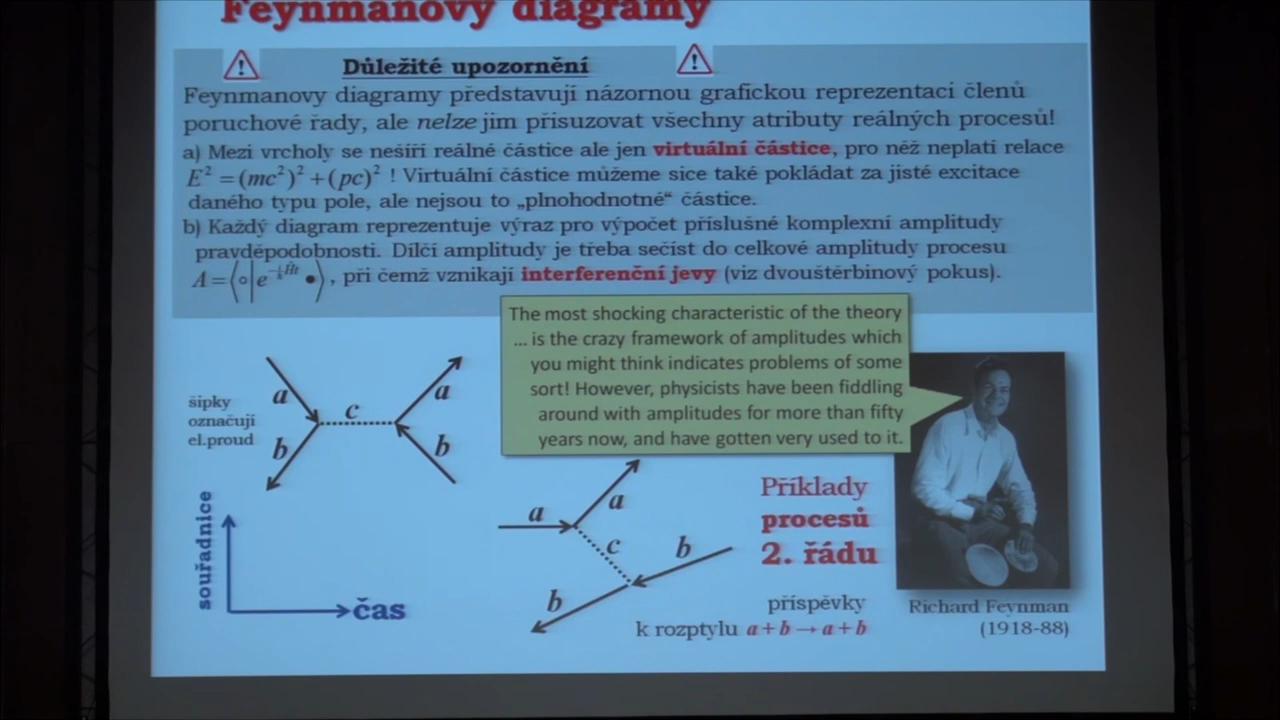 Feynmanovy diagramy
Důležité upozornění
Feynmanovy diagramy představují názornou grafickou reprezentaci členů
poruchové řady, ale nelze jim přisuzovat všechny atributy reálných procesů!
a) Mezi vrcholy se nešíří reálné částice ale jen virtuální částice, pro něž neplatí relace
E² = (mc²)² + (pc)² ! Virtuální částice můžeme sice také pokládat za jisté excitace
daného typu pole, ale nejsou to „plnohodnotné“ částice.
b) Každý diagram reprezentuje výraz pro výpočet příslušné komplexní amplitudy
pravděpodobnosti. Dílčí amplitudy je třeba sečíst do celkové amplitudy procesu
A = , při čemž vznikají interferenční jevy (viz dvouštěrbinový pokus).
The most shocking characteristic of the theory
... is the crazy framework of amplitudes which
you might think indicates problems of some
sort! However, physicists have been fiddling
around with amplitudes for more than fifty
years now, and have gotten very used to it.
šipky
označují
el.proud
a
b
c
a
b
souřadnice
čas
a
a
c
b
b
Příklady
procesů
2. řádu
příspěvky
k rozptylu a + b → a + b
Richard Feynman
(1918-88)